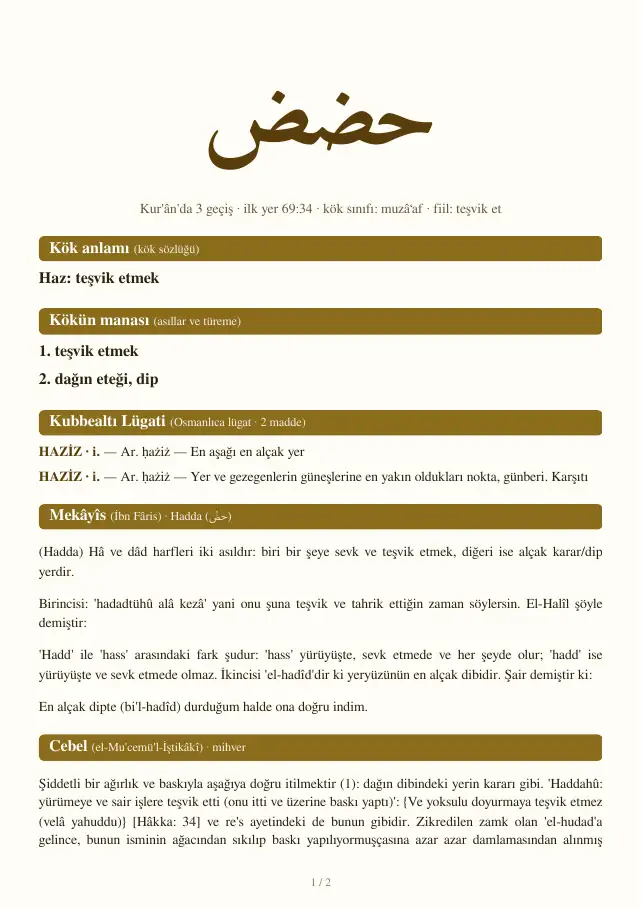 حضض
Kur'ân'da 3 geçiş · ilk yer 69:34 · kök sınıfı: muzâ'af · fiil: teşvik et
Kök anlamı (kök sözlüğü)
Haz: teşvik etmek
Kökün manası (asıllar ve türeme)
1. teşvik etmek
2. dağın eteği, dip
Kubbealtı Lügati (Osmanlıca lügat · 2 madde)
HAZİZ · i. — Ar. ḥażiż — En aşağı en alçak yer
HAZİZ · i. — Ar. ḥażiż — Yer ve gezegenlerin güneşlerine en yakın oldukları nokta, günberi. Karşıtı
Mekâyîs (İbn Fâris) · Hadda (حضّ)
(Hadda) Hâ ve dâd harfleri iki asıldır: biri bir şeye sevk ve teşvik etmek, diğeri ise alçak karar/dip
yerdir.
Birincisi: 'hadadtühû alâ kezâ' yani onu şuna teşvik ve tahrik ettiğin zaman söylersin. El-Halîl şöyle
demiştir:
'Hadd' ile 'hass' arasındaki fark şudur: 'hass' yürüyüşte, sevk etmede ve her şeyde olur; 'hadd' ise
yürüyüşte ve sevk etmede olmaz. İkincisi 'el-hadîd'dir ki yeryüzünün en alçak dibidir. Şair demiştir ki:
En alçak dipte (bi'l-hadîd) durduğum halde ona doğru indim.
Cebel (el-Mu'cemü'l-İştikâkî) · mihver
Şiddetli bir ağırlık ve baskıyla aşağıya doğru itilmektir (1): dağın dibindeki yerin kararı gibi. 'Haddahû:
yürümeye ve sair işlere teşvik etti (onu itti ve üzerine baskı yaptı)': {Ve yoksulu doyurmaya teşvik etmez
(velâ yahuddu)} [Hâkka: 34] ve re's ayetindeki de bunun gibidir. Zikredilen zamk olan 'el-hudad'a
gelince, bunun isminin ağacından sıkılıp baskı yapılıyormuşçasına azar azar damlamasından alınmış
1 / 2